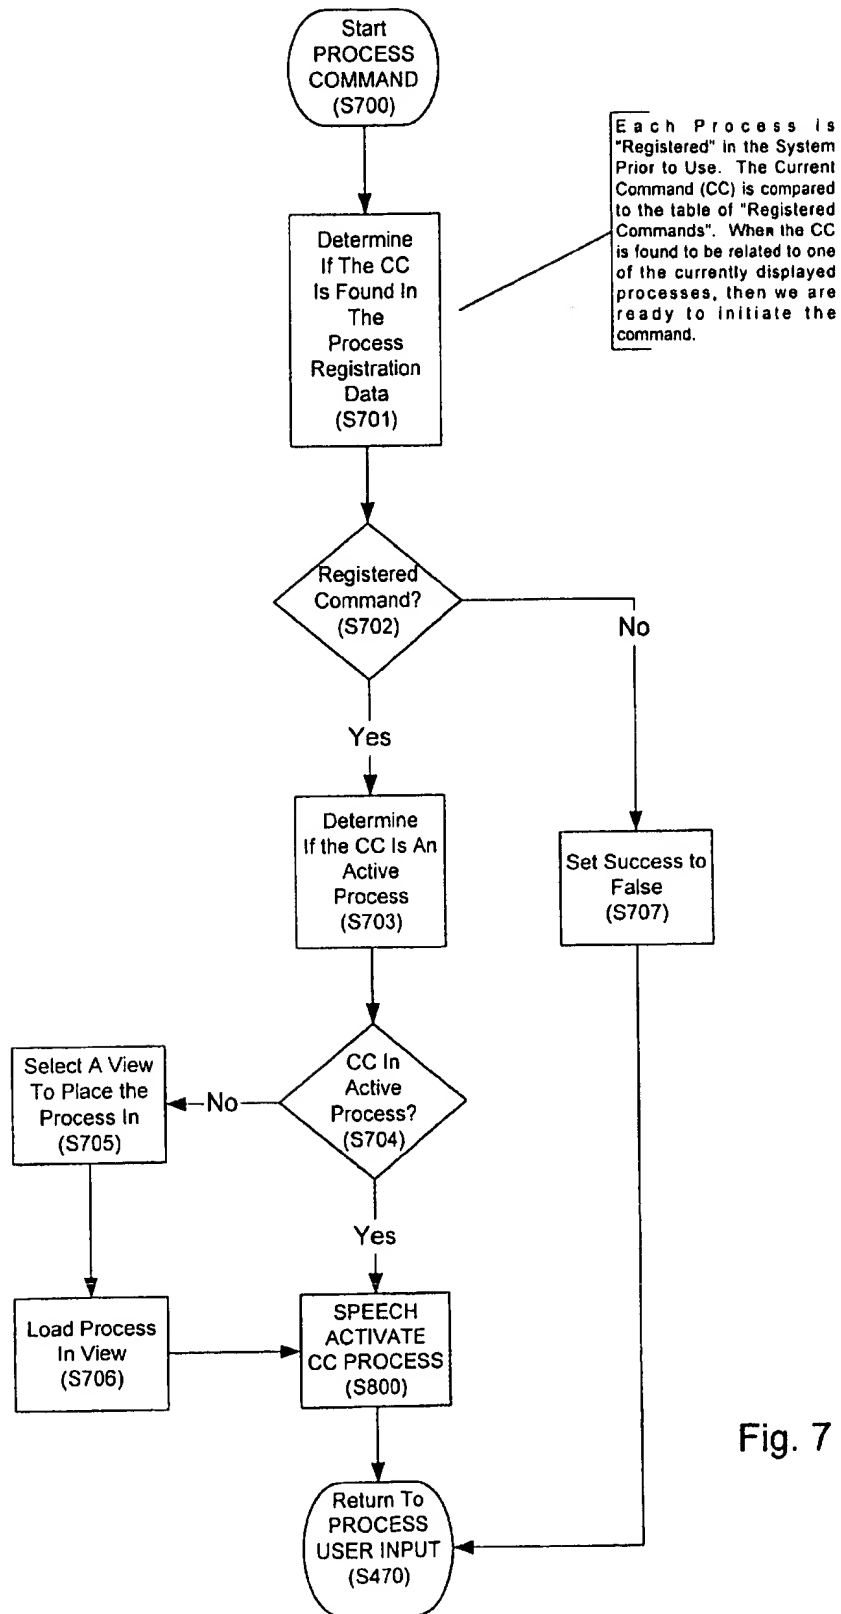 Start
PROCESS
COMMAND
(S700)
Each Process is
"Registered" in the System
Prior to Use. The Current
Command (CC) is compared
to the table of "Registered
Commands". When the CC
is found to be related to one
of the currently displayed
processes, then we are
ready to initiate the
command.
Determine
If The CC
Is Found In
The
Process
Registration
Data
(S701)
Registered
Command?
(S702)
No
Yes
Determine
If the CC Is An
Active
Process
(S703)
Set Success to
False
(S707)
Select A View
To Place the
Process In
(S705)
No
CC In
Active
Process?
(S704)
Yes
Load Process
In View
(S706)
SPEECH
ACTIVATE
CC PROCESS
(S800)
Return To
PROCESS
USER INPUT
(S470)
Fig. 7